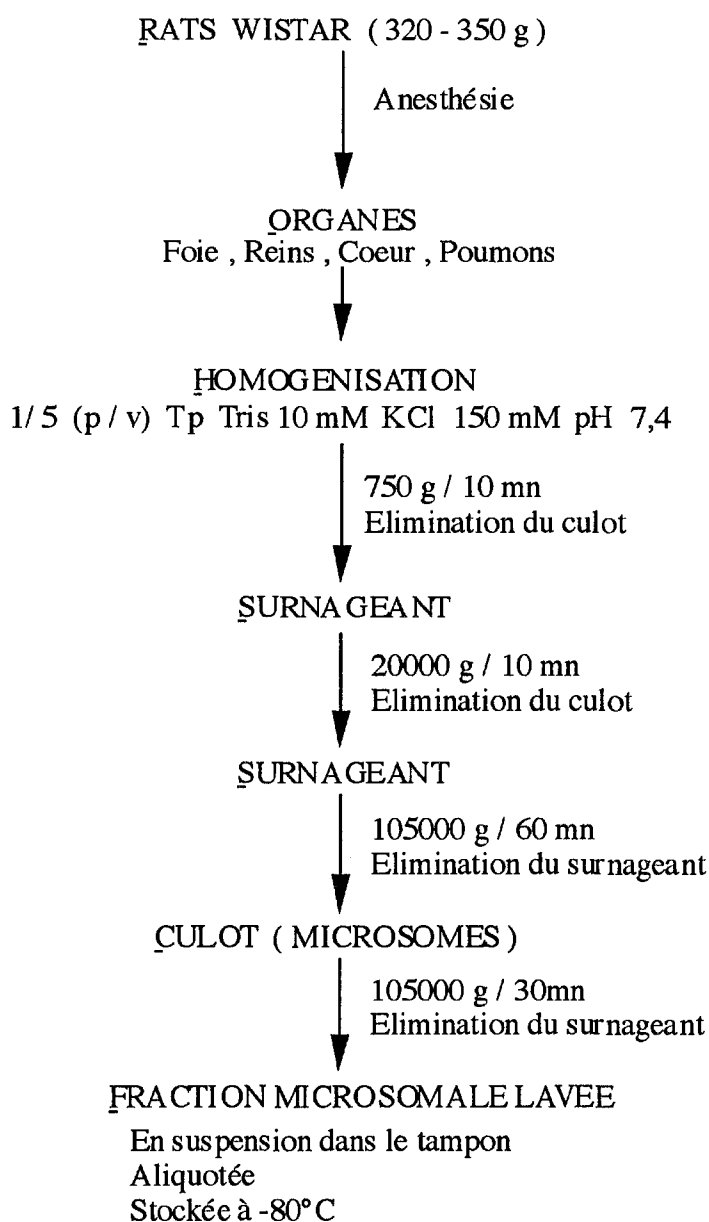 RATS WISTAR (320 - 350 g)
Anesthésie
ORGANES
Foie , Reins , Coeur , Poumons
HOMOGENISATION
1/5 (p / v) Tp Tris 10 mM KCl 150 mM pH 7,4
750 g / 10 mn
Elimination du culot
SURNAGEANT
20000 g / 10 mn
Elimination du culot
SURNAGEANT
105000 g / 60 mn
Elimination du surnageant
CULOT ( MICROSOMES )
105000 g / 30mn
Elimination du surnageant
FRACTION MICROSOMALE LAVEE
En suspension dans le tampon
Aliquotée
Stockée à -80°C